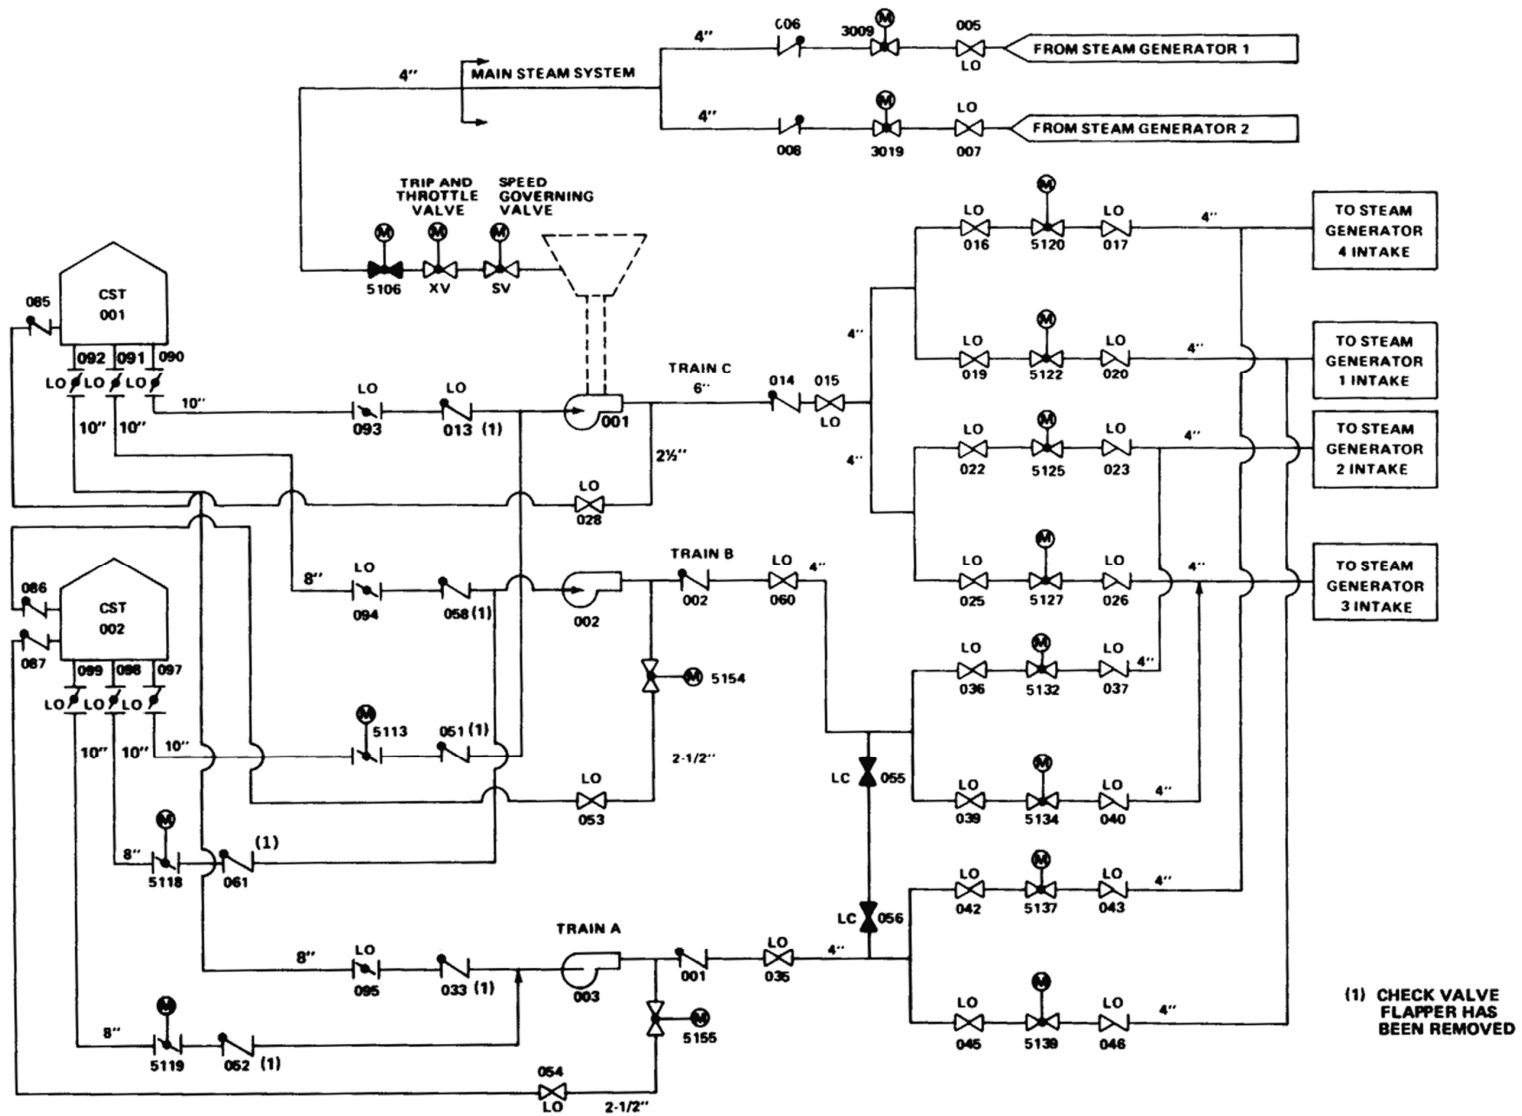 006
M
3009
005
4"
FROM STEAM GENERATOR 1
LO
4"
MAIN STEAM SYSTEM
M
LO
4"
FROM STEAM GENERATOR 2
008
3019
007
TRIP AND
THROTTLE
VALVE
SPEED
GOVERNING
VALVE
M
M
M
5106
XV
SV
M
LO
LO
4"
016
5120
017
TO STEAM
GENERATOR
4 INTAKE
CST
001
085
092
091
090
LO
LO
LO
10"
10"
10"
LO
093
LO
013 (1)
001
TRAIN C
6"
014
015
LO
4"
4"
M
LO
LO
4"
019
5122
020
TO STEAM
GENERATOR
1 INTAKE
M
LO
LO
4"
022
5125
023
TO STEAM
GENERATOR
2 INTAKE
2½"
LO
028
M
LO
LO
4"
025
5127
026
TO STEAM
GENERATOR
3 INTAKE
TRAIN B
8"
LO
094
058 (1)
002
002
LO
060
4"
086
CST
002
087
099
098
097
LO
LO
LO
10"
10"
10"
M
5154
M
LO
LO
4"
036
5132
037
M
5113
051 (1)
2-1/2"
LO
053
LC
055
M
LO
LO
4"
039
5134
040
M
8"
5118
061
(1)
M
LO
LO
4"
042
5137
043
LC
056
TRAIN A
8"
LO
095
033 (1)
003
001
LO
035
4"
M
5155
M
LO
LO
4"
045
5139
046
M
8"
5119
052 (1)
054
LO
2-1/2"
(1) CHECK VALVE
FLAPPER HAS
BEEN REMOVED